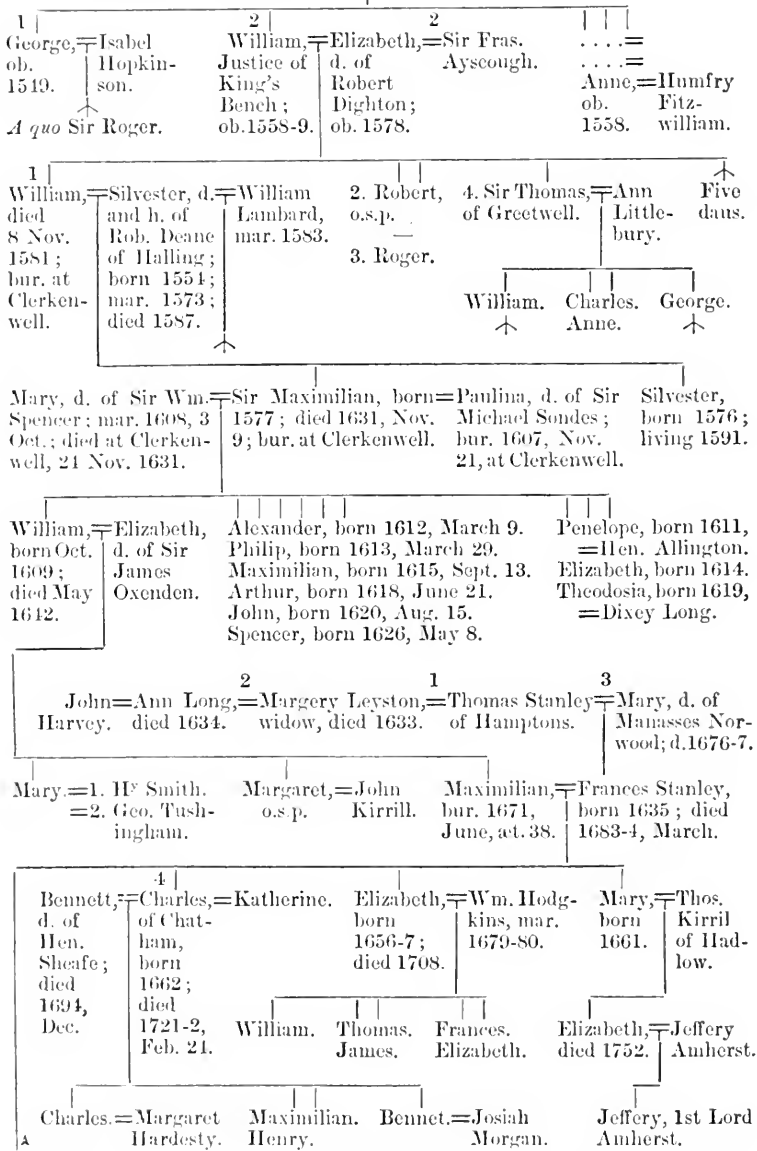 1 2 2
George,=Isabel William,=Elizabeth,=Sir Fras. . . . .=
ob. Hopkin- Justice of d. of Ayscough. . . . .=
1549. son. King's Robert Anne,=Humfry
Bench; Dighton; ob. Fitz-
A quo Sir Roger. ob.1558-9. ob. 1578. 1558. william.
1
William,=Silvester, d.=William 2. Robert, 4. Sir Thomas,=Ann Five
died and h. of Lambard, o.s.p. of Greetwell. Little- daus.
8 Nov. Rob. Deane mar. 1583. — bury.
1581; of Halling; 3. Roger.
bur. at born 1554;
Clerken- mar. 1573; William. Charles. George.
well. died 1587. Anne.
Mary, d. of Sir Wm.=Sir Maximilian, born=Paulina, d. of Sir Silvester,
Spencer; mar. 1608, 3 1577; died 1631, Nov. Michael Sondes; born 1576;
Oct.; died at Clerken- 9; bur. at Clerkenwell. bur. 1607, Nov. living 1591.
well, 21 Nov. 1631. 21, at Clerkenwell.
William,=Elizabeth, Alexander, born 1612, March 9. Penelope, born 1611,
born Oct. d. of Sir Philip, born 1613, March 29. =Hen. Allington.
1609; James Maximilian, born 1615, Sept. 13. Elizabeth, born 1614.
died May Oxenden. Arthur, born 1618, June 21. Theodosia, born 1619,
1642. John, born 1620, Aug. 15. =Dixey Long.
Spencer, born 1626, May 8.
2 1 3
John=Ann Long,=Margery Leyston,=Thomas Stanley=Mary, d. of
Harvey. died 1634. widow, died 1633. of Hamptons. Manasses Nor-
wood; d.1676-7.
Mary.=1. Hy Smith. Margaret,=John Maximilian,=Frances Stanley,
=2. Geo. Tush- o.s.p. Kirrill. bur. 1671, born 1635; died
ingham. June, æt. 38. 1683-4, March.
4
Bennett,=Charles,=Katherine. Elizabeth,=Wm. Hodg- Mary,=Thos.
d. of of Chat- born kins, mar. born Kirril
Hen. ham, 1656-7; 1679-80. 1661. of Had-
Sheafe; born died 1708. low.
died 1662;
1694, died
Dec. 1721-2, William. Thomas. Frances. Elizabeth,=Jeffery
Feb. 21. James. Elizabeth. died 1752. Amherst.
Charles.=Margaret Maximilian. Bennet.=Josiah Jeffery, 1st Lord
A Hardesty. Henry. Morgan. Amherst.